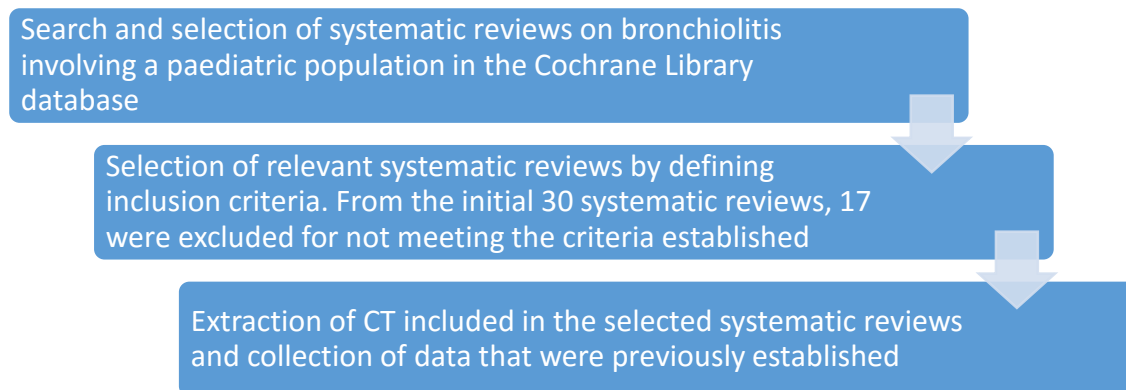 Search and selection of systematic reviews on bronchiolitis
involving a paediatric population in the Cochrane Library
database
Selection of relevant systematic reviews by defining
inclusion criteria. From the initial 30 systematic reviews, 17
were excluded for not meeting the criteria established
Extraction of CT included in the selected systematic reviews
and collection of data that were previously established